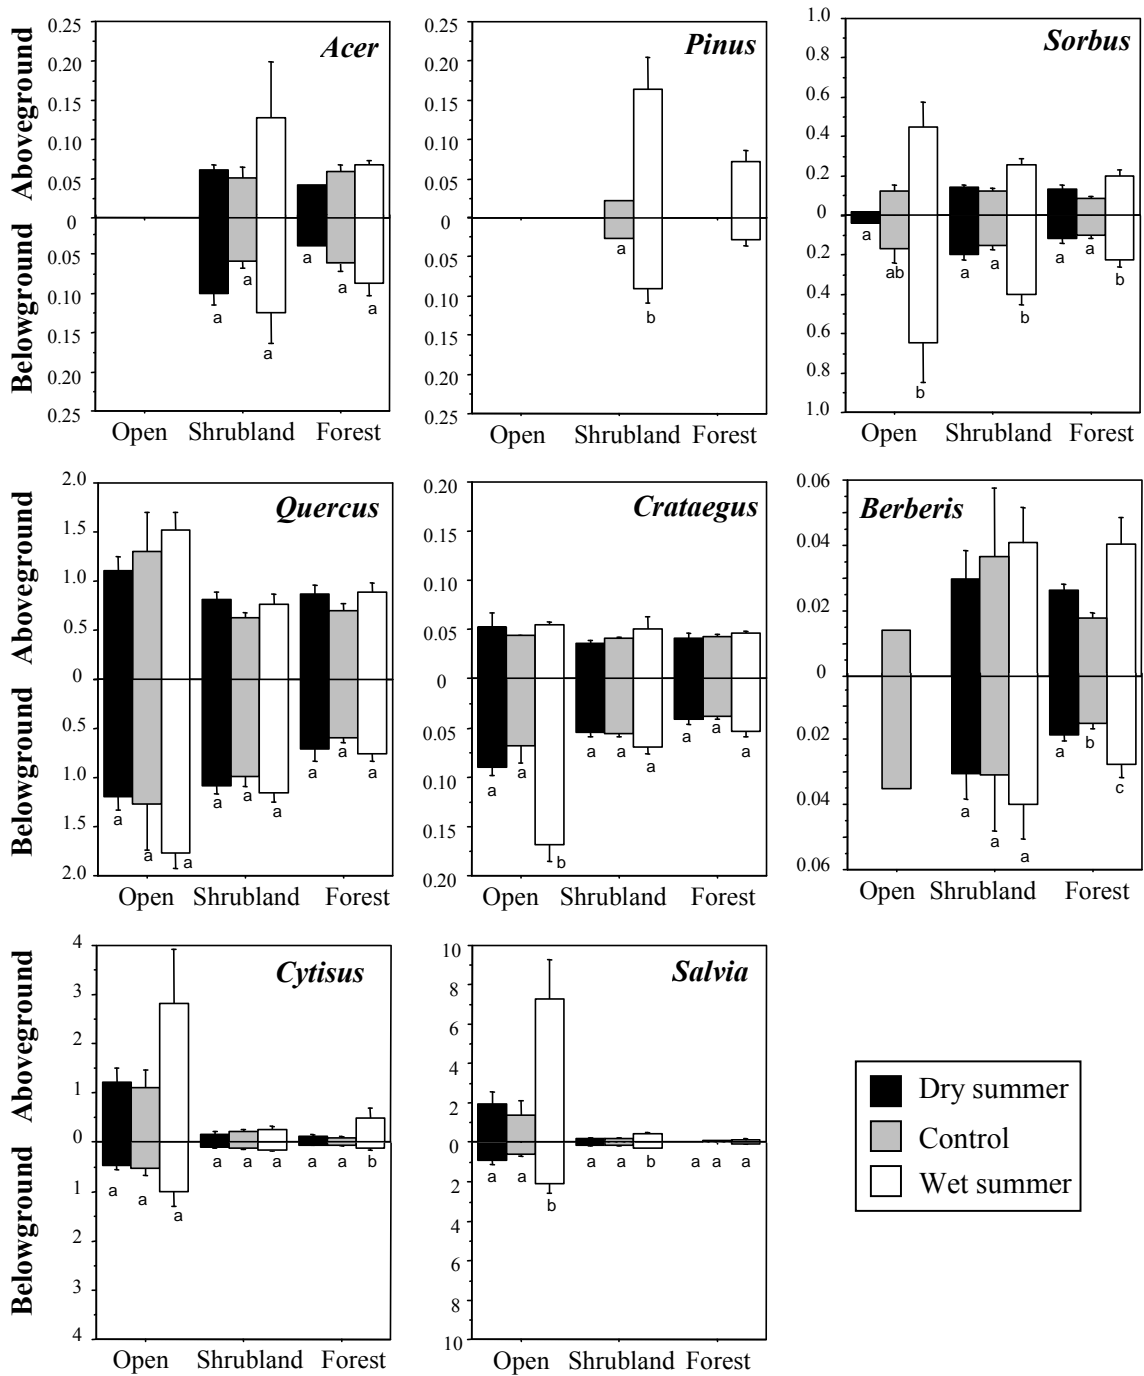 Aboveground
Belowground
Acer
0.25
0.20
0.15
0.10
0.05
0
0.05
0.10
0.15
0.20
0.25
a
a
a
a
a
a
Open Shrubland Forest
Pinus
0.25
0.20
0.15
0.10
0.05
0
0.05
0.10
0.15
0.20
0.25
a
b
Open Shrubland Forest
Sorbus
1.0
0.8
0.6
0.4
0.2
0
0.2
0.4
0.6
0.8
1.0
a
ab
b
a
a
b
a
a
b
Open Shrubland Forest
Aboveground
Belowground
Quercus
2.0
1.5
1.0
0.5
0
0.5
1.0
1.5
2.0
a
a
a
a
a
a
a
a
a
Open Shrubland Forest
Crataegus
0.20
0.15
0.10
0.05
0
0.05
0.10
0.15
0.20
a
a
b
a
a
a
a
a
a
Open Shrubland Forest
Berberis
0.06
0.04
0.02
0
0.02
0.04
0.06
a
a
a
a
b
c
Open Shrubland Forest
Aboveground
Belowground
Cytisus
4
3
2
1
0
1
2
3
4
a
a
a
a
a
a
a
a
b
Open Shrubland Forest
Salvia
10
8
6
4
2
0
2
4
6
8
10
a
a
b
a
a
b
a
a
a
Open Shrubland Forest
Dry summer
Control
Wet summer